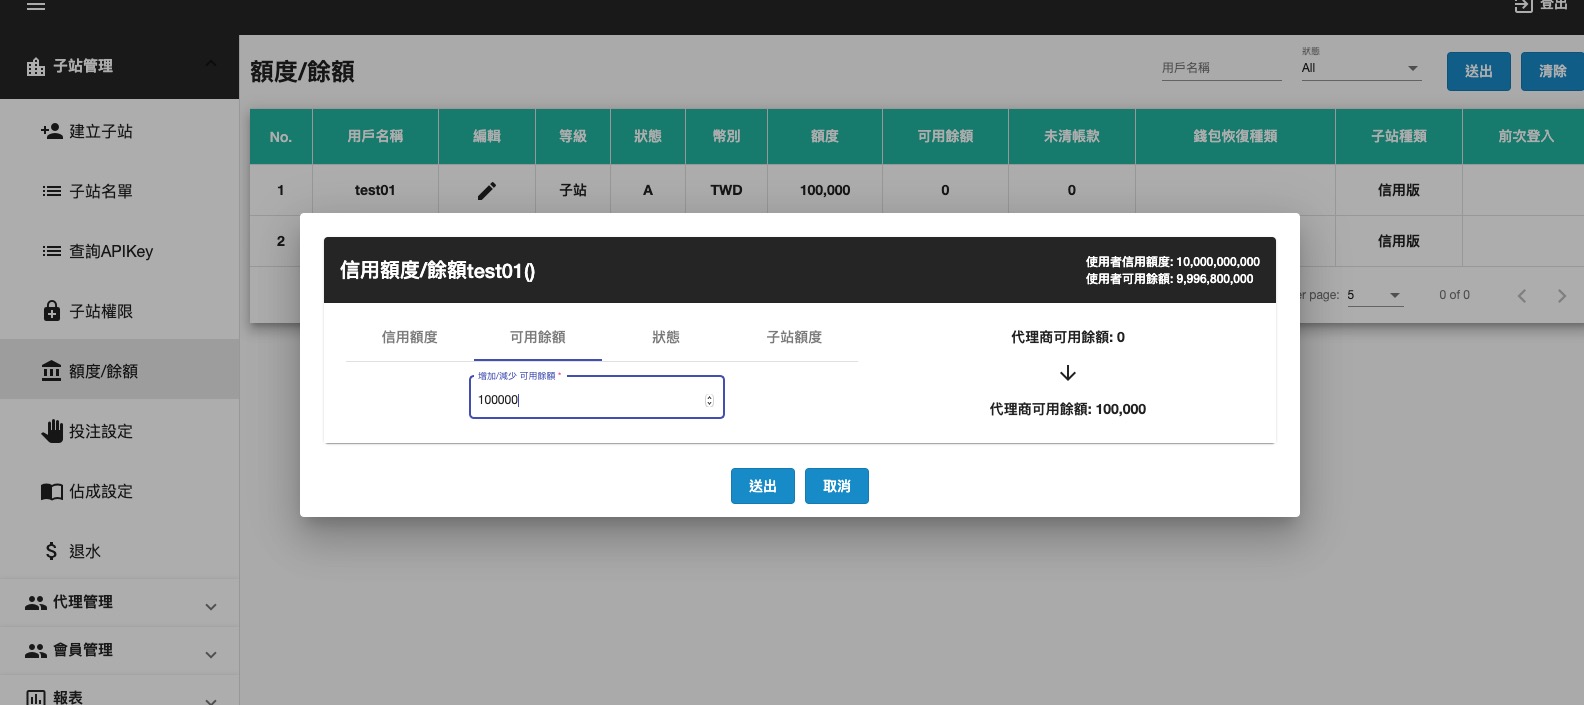 登出
子站管理
建立子站
子站名單
查詢APIKey
子站權限
額度/餘額
投注設定
佔成設定
退水
代理管理
會員管理
報表
額度/餘額
用戶名稱
狀態
All
送出
清除
No. 用戶名稱 編輯 等級 狀態 幣別 額度 可用餘額 未清帳款 錢包恢復種類 子站種類 前次登入
1 test01 子站 A TWD 100,000 0 0 信用版
2 信用版
er page: 5 0 of 0
信用額度/餘額test01()
使用者信用額度: 10,000,000,000
使用者可用餘額: 9,996,800,000
信用額度 可用餘額 狀態 子站額度
增加/減少 可用餘額 *
100000
代理商可用餘額: 0
代理商可用餘額: 100,000
送出 取消